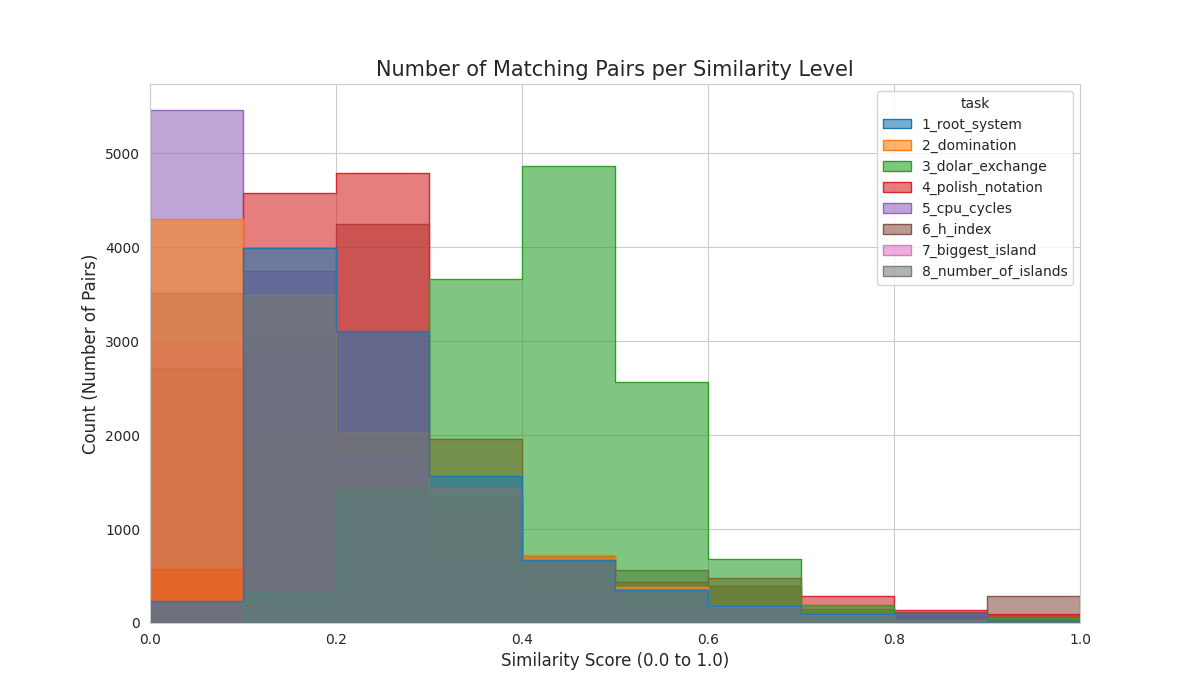 Number of Matching Pairs per Similarity Level
task
1_root_system
2_domination
3_dolar_exchange
4_polish_notation
5_cpu_cycles
6_h_index
7_biggest_island
8_number_of_islands
Count (Number of Pairs)
5000
4000
3000
2000
1000
0
0.0 0.2 0.4 0.6 0.8 1.0
Similarity Score (0.0 to 1.0)